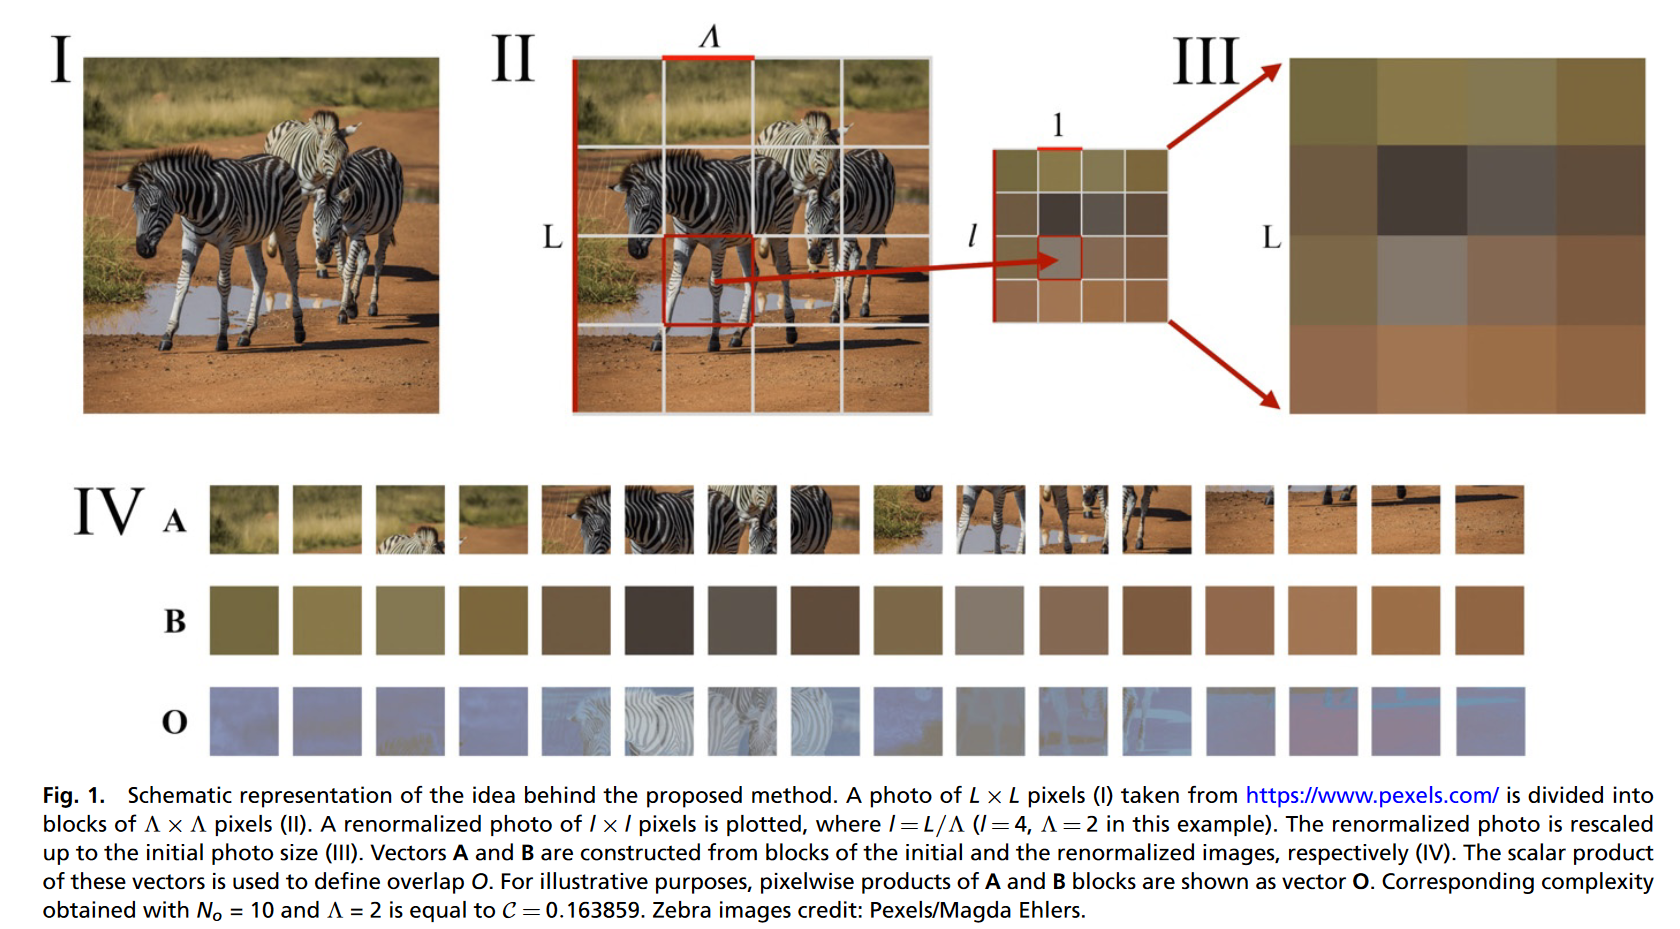 I
II
Λ
L
1
l
III
L
IV
A
B
O
Fig. 1. Schematic representation of the idea behind the proposed method. A photo of L × L pixels (I) taken from https://www.pexels.com/ is divided into
blocks of Λ × Λ pixels (II). A renormalized photo of l × l pixels is plotted, where l = L/Λ (l = 4, Λ = 2 in this example). The renormalized photo is rescaled
up to the initial photo size (III). Vectors A and B are constructed from blocks of the initial and the renormalized images, respectively (IV). The scalar product
of these vectors is used to define overlap O. For illustrative purposes, pixelwise products of A and B blocks are shown as vector O. Corresponding complexity
obtained with Nₒ = 10 and Λ = 2 is equal to C = 0.163859. Zebra images credit: Pexels/Magda Ehlers.